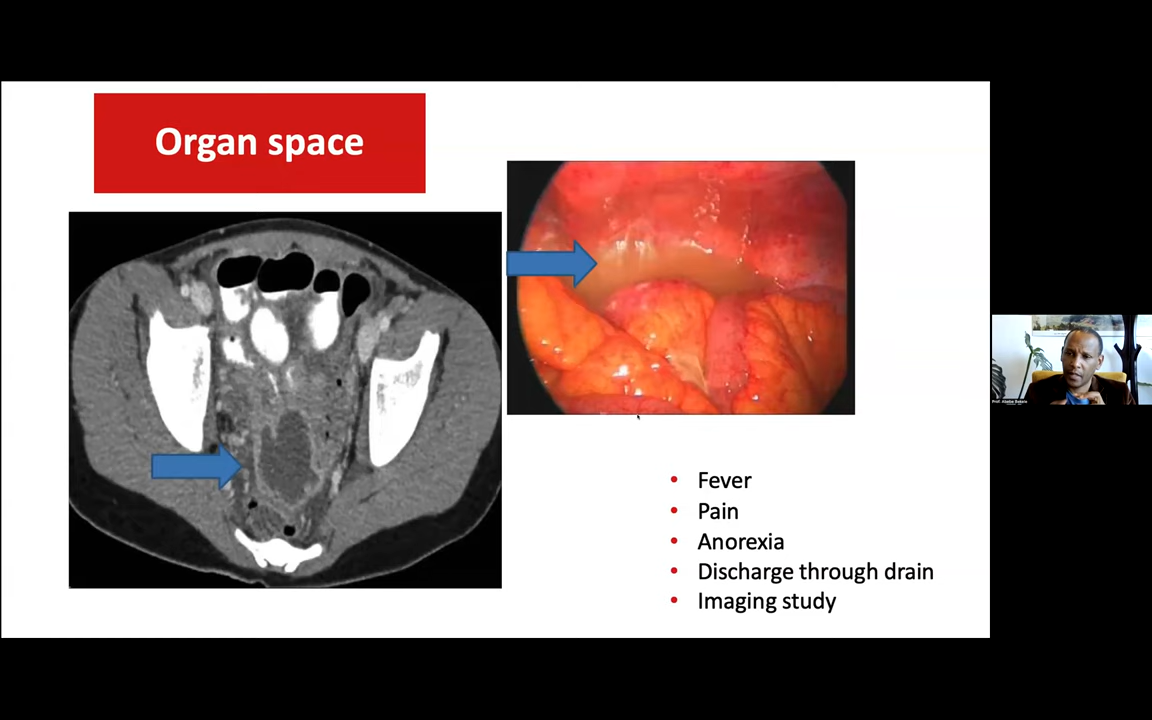 Organ space
• Fever
• Pain
• Anorexia
• Discharge through drain
• Imaging study